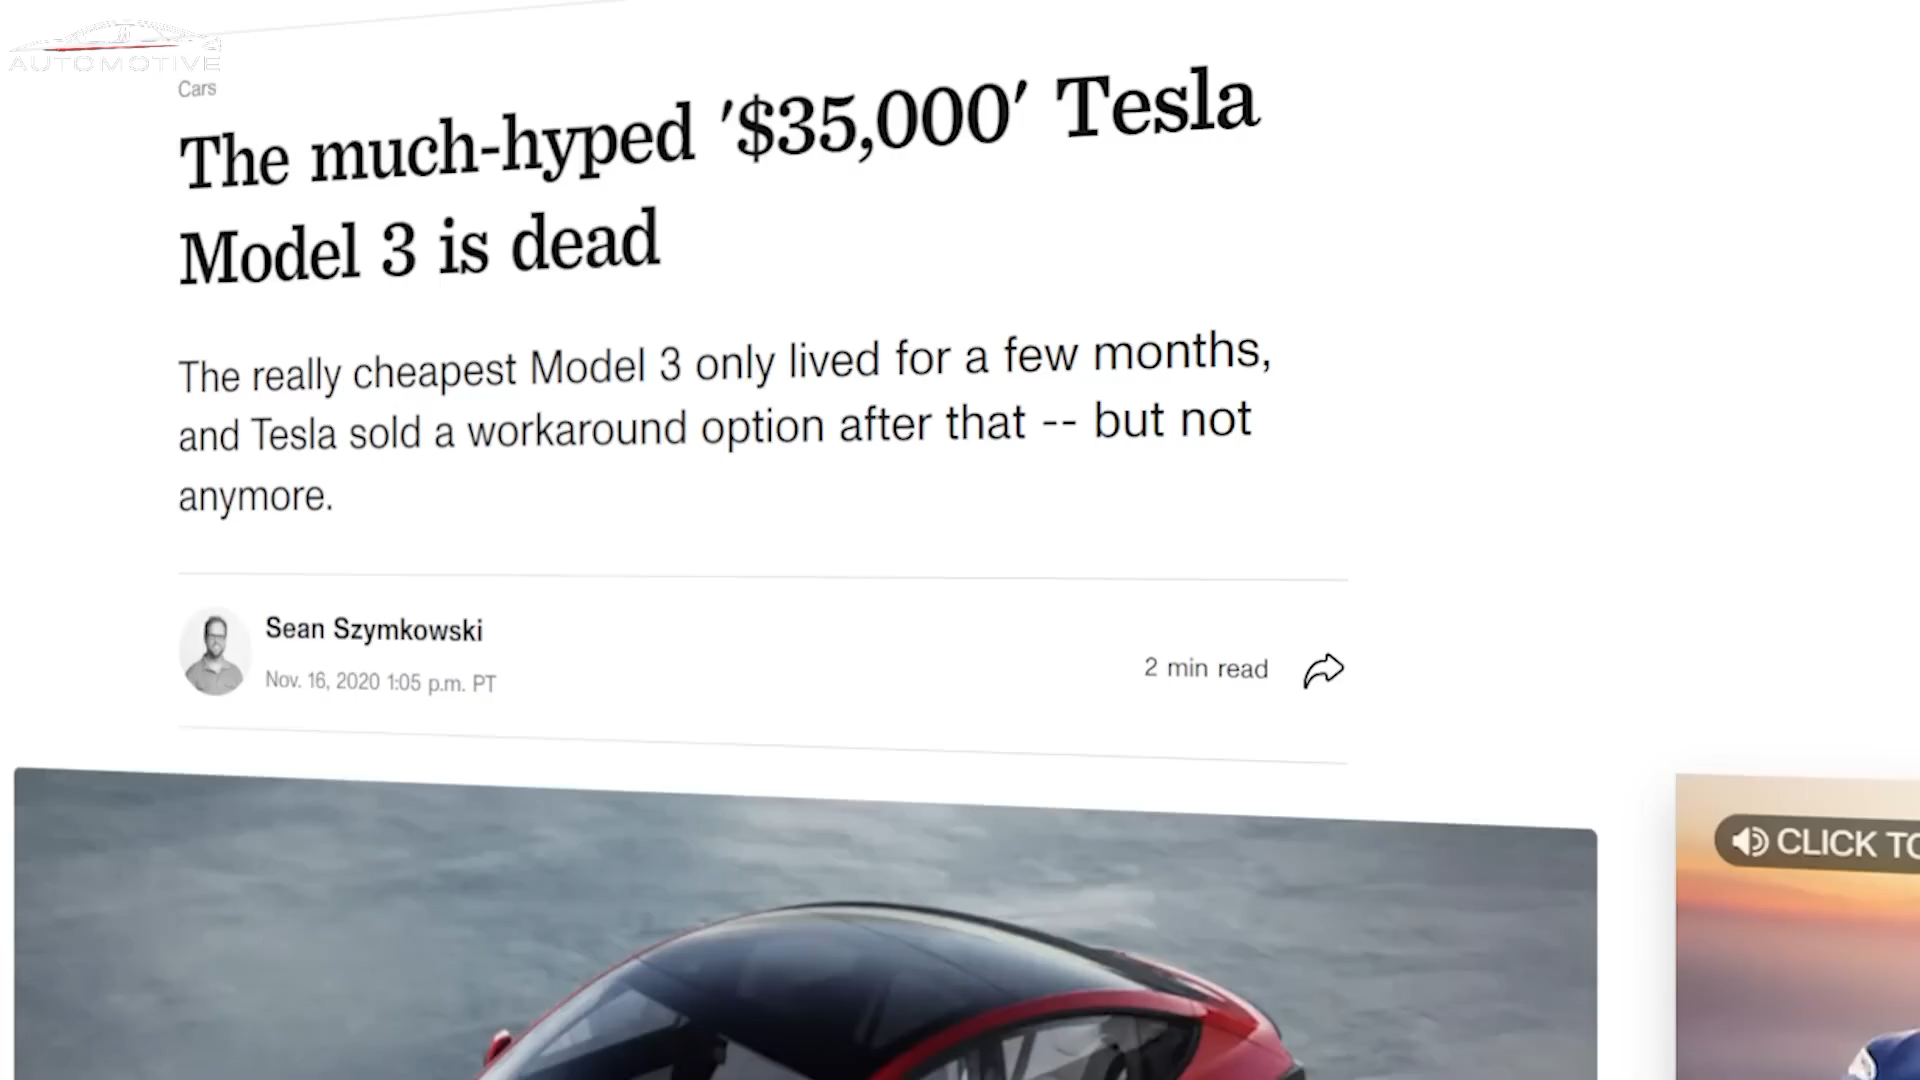 AUTOMOTIVE
Cars
The much-hyped '$35,000' Tesla
Model 3 is dead
The really cheapest Model 3 only lived for a few months,
and Tesla sold a workaround option after that -- but not
anymore.
Sean Szymkowski
Nov. 16, 2020 1:05 p.m. PT
2 min read
CLICK TO